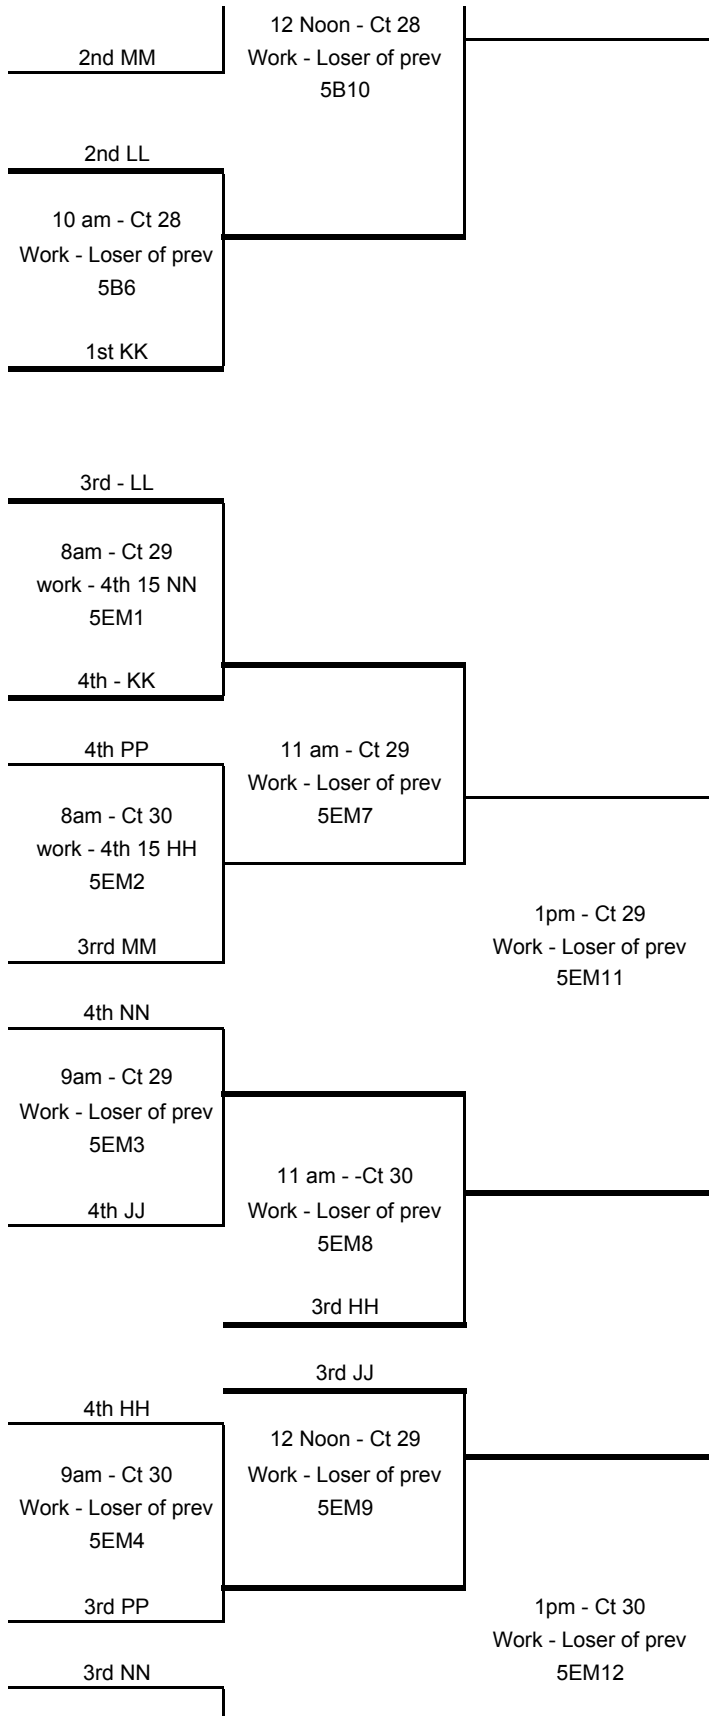 12 Noon - Ct 28
2nd MM
Work - Loser of prev
5B10
2nd LL
10 am - Ct 28
Work - Loser of prev
5B6
1st KK
3rd - LL
8am - Ct 29
work - 4th 15 NN
5EM1
4th - KK
4th PP
11 am - Ct 29
Work - Loser of prev
5EM7
8am - Ct 30
work - 4th 15 HH
5EM2
3rrd MM
1pm - Ct 29
Work - Loser of prev
5EM11
4th NN
9am - Ct 29
Work - Loser of prev
5EM3
4th JJ
11 am - -Ct 30
Work - Loser of prev
5EM8
3rd HH
3rd JJ
4th HH
12 Noon - Ct 29
Work - Loser of prev
5EM9
9am - Ct 30
Work - Loser of prev
5EM4
3rd PP
1pm - Ct 30
Work - Loser of prev
5EM12
3rd NN